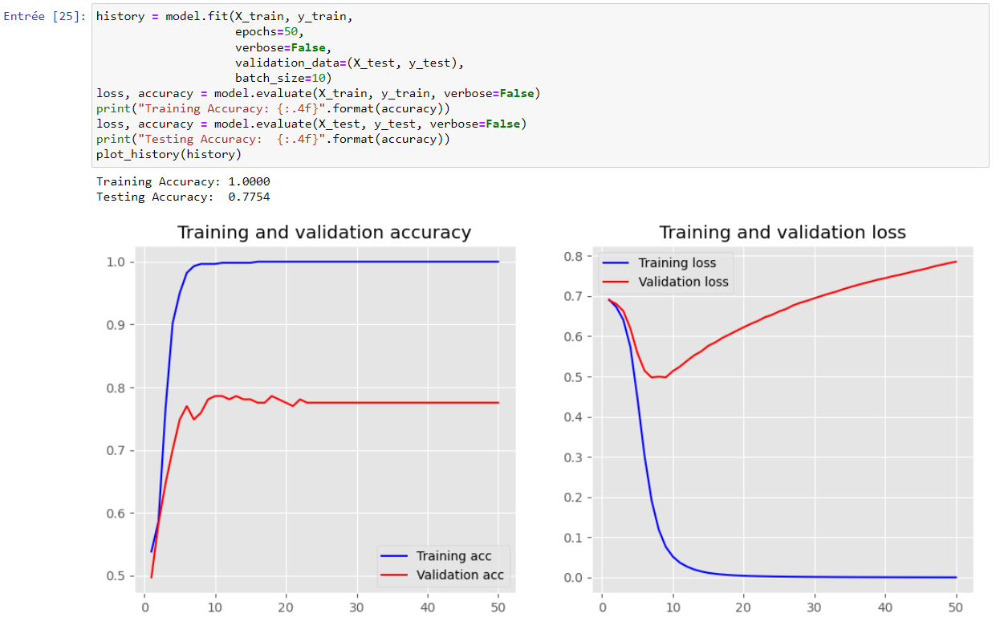 Entrée [25]: history = model.fit(X_train, y_train,
epochs=50,
verbose=False,
validation_data=(X_test, y_test),
batch_size=10)
loss, accuracy = model.evaluate(X_train, y_train, verbose=False)
print("Training Accuracy: {:.4f}".format(accuracy))
loss, accuracy = model.evaluate(X_test, y_test, verbose=False)
print("Testing Accuracy:  {:.4f}".format(accuracy))
plot_history(history)
Training Accuracy: 1.0000
Testing Accuracy:  0.7754
Training and validation accuracy
1.0
0.9
0.8
0.7
0.6
0.5
Training acc
Validation acc
0 10 20 30 40 50
Training and validation loss
Training loss
Validation loss
0.8
0.7
0.6
0.5
0.4
0.3
0.2
0.1
0.0
0 10 20 30 40 50